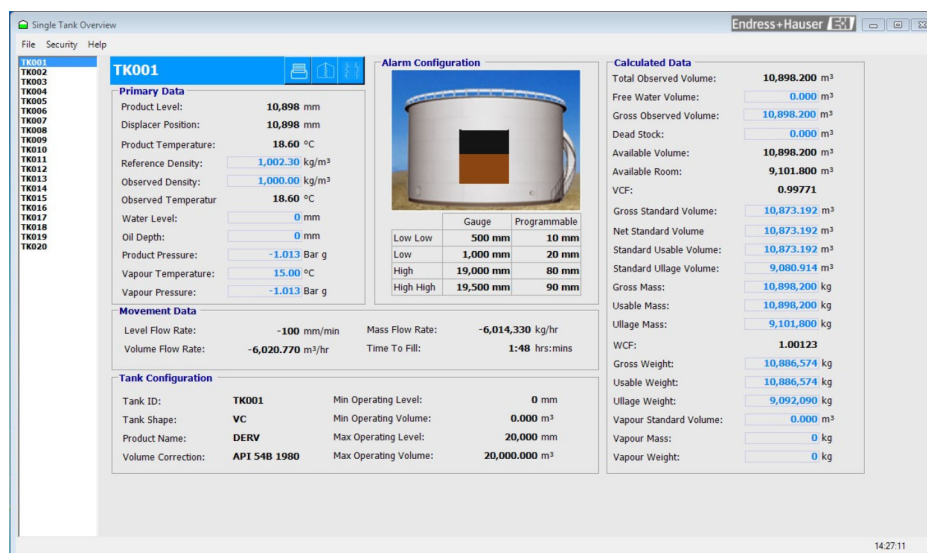 Single Tank Overview
Endress+Hauser EH
File Security Help
TK001
TK002
TK003
TK004
TK005
TK006
TK007
TK008
TK009
TK010
TK011
TK012
TK013
TK014
TK015
TK016
TK017
TK018
TK019
TK020
TK001
Primary Data
Product Level: 10,898 mm
Displacer Position: 10,898 mm
Product Temperature: 18.60 °C
Reference Density: 1,002.30 kg/m³
Observed Density: 1,000.00 kg/m³
Observed Temperatur 18.60 °C
Water Level: 0 mm
Oil Depth: 0 mm
Product Pressure: -1.013 Bar g
Vapour Temperature: 15.00 °C
Vapour Pressure: -1.013 Bar g
Alarm Configuration
Gauge Programmable
Low Low 500 mm 10 mm
Low 1,000 mm 20 mm
High 19,000 mm 80 mm
High High 19,500 mm 90 mm
Movement Data
Level Flow Rate: -100 mm/min Mass Flow Rate: -6,014,330 kg/hr
Volume Flow Rate: -6,020.770 m³/hr Time To Fill: 1:48 hrs:mins
Tank Configuration
Tank ID: TK001 Min Operating Level: 0 mm
Tank Shape: VC Min Operating Volume: 0.000 m³
Product Name: DERV Max Operating Level: 20,000 mm
Volume Correction: API 54B 1980 Max Operating Volume: 20,000.000 m³
Calculated Data
Total Observed Volume: 10,898.200 m³
Free Water Volume: 0.000 m³
Gross Observed Volume: 10,898.200 m³
Dead Stock: 0.000 m³
Available Volume: 10,898.200 m³
Available Room: 9,101.800 m³
VCF: 0.99771
Gross Standard Volume: 10,873.192 m³
Net Standard Volume 10,873.192 m³
Standard Usable Volume: 10,873.192 m³
Standard Ullage Volume: 9,080.914 m³
Gross Mass: 10,898,200 kg
Usable Mass: 10,898,200 kg
Ullage Mass: 9,101,800 kg
WCF: 1.00123
Gross Weight: 10,886,574 kg
Usable Weight: 10,886,574 kg
Ullage Weight: 9,092,090 kg
Vapour Standard Volume: 0.000 m³
Vapour Mass: 0 kg
Vapour Weight: 0 kg
14:27:11